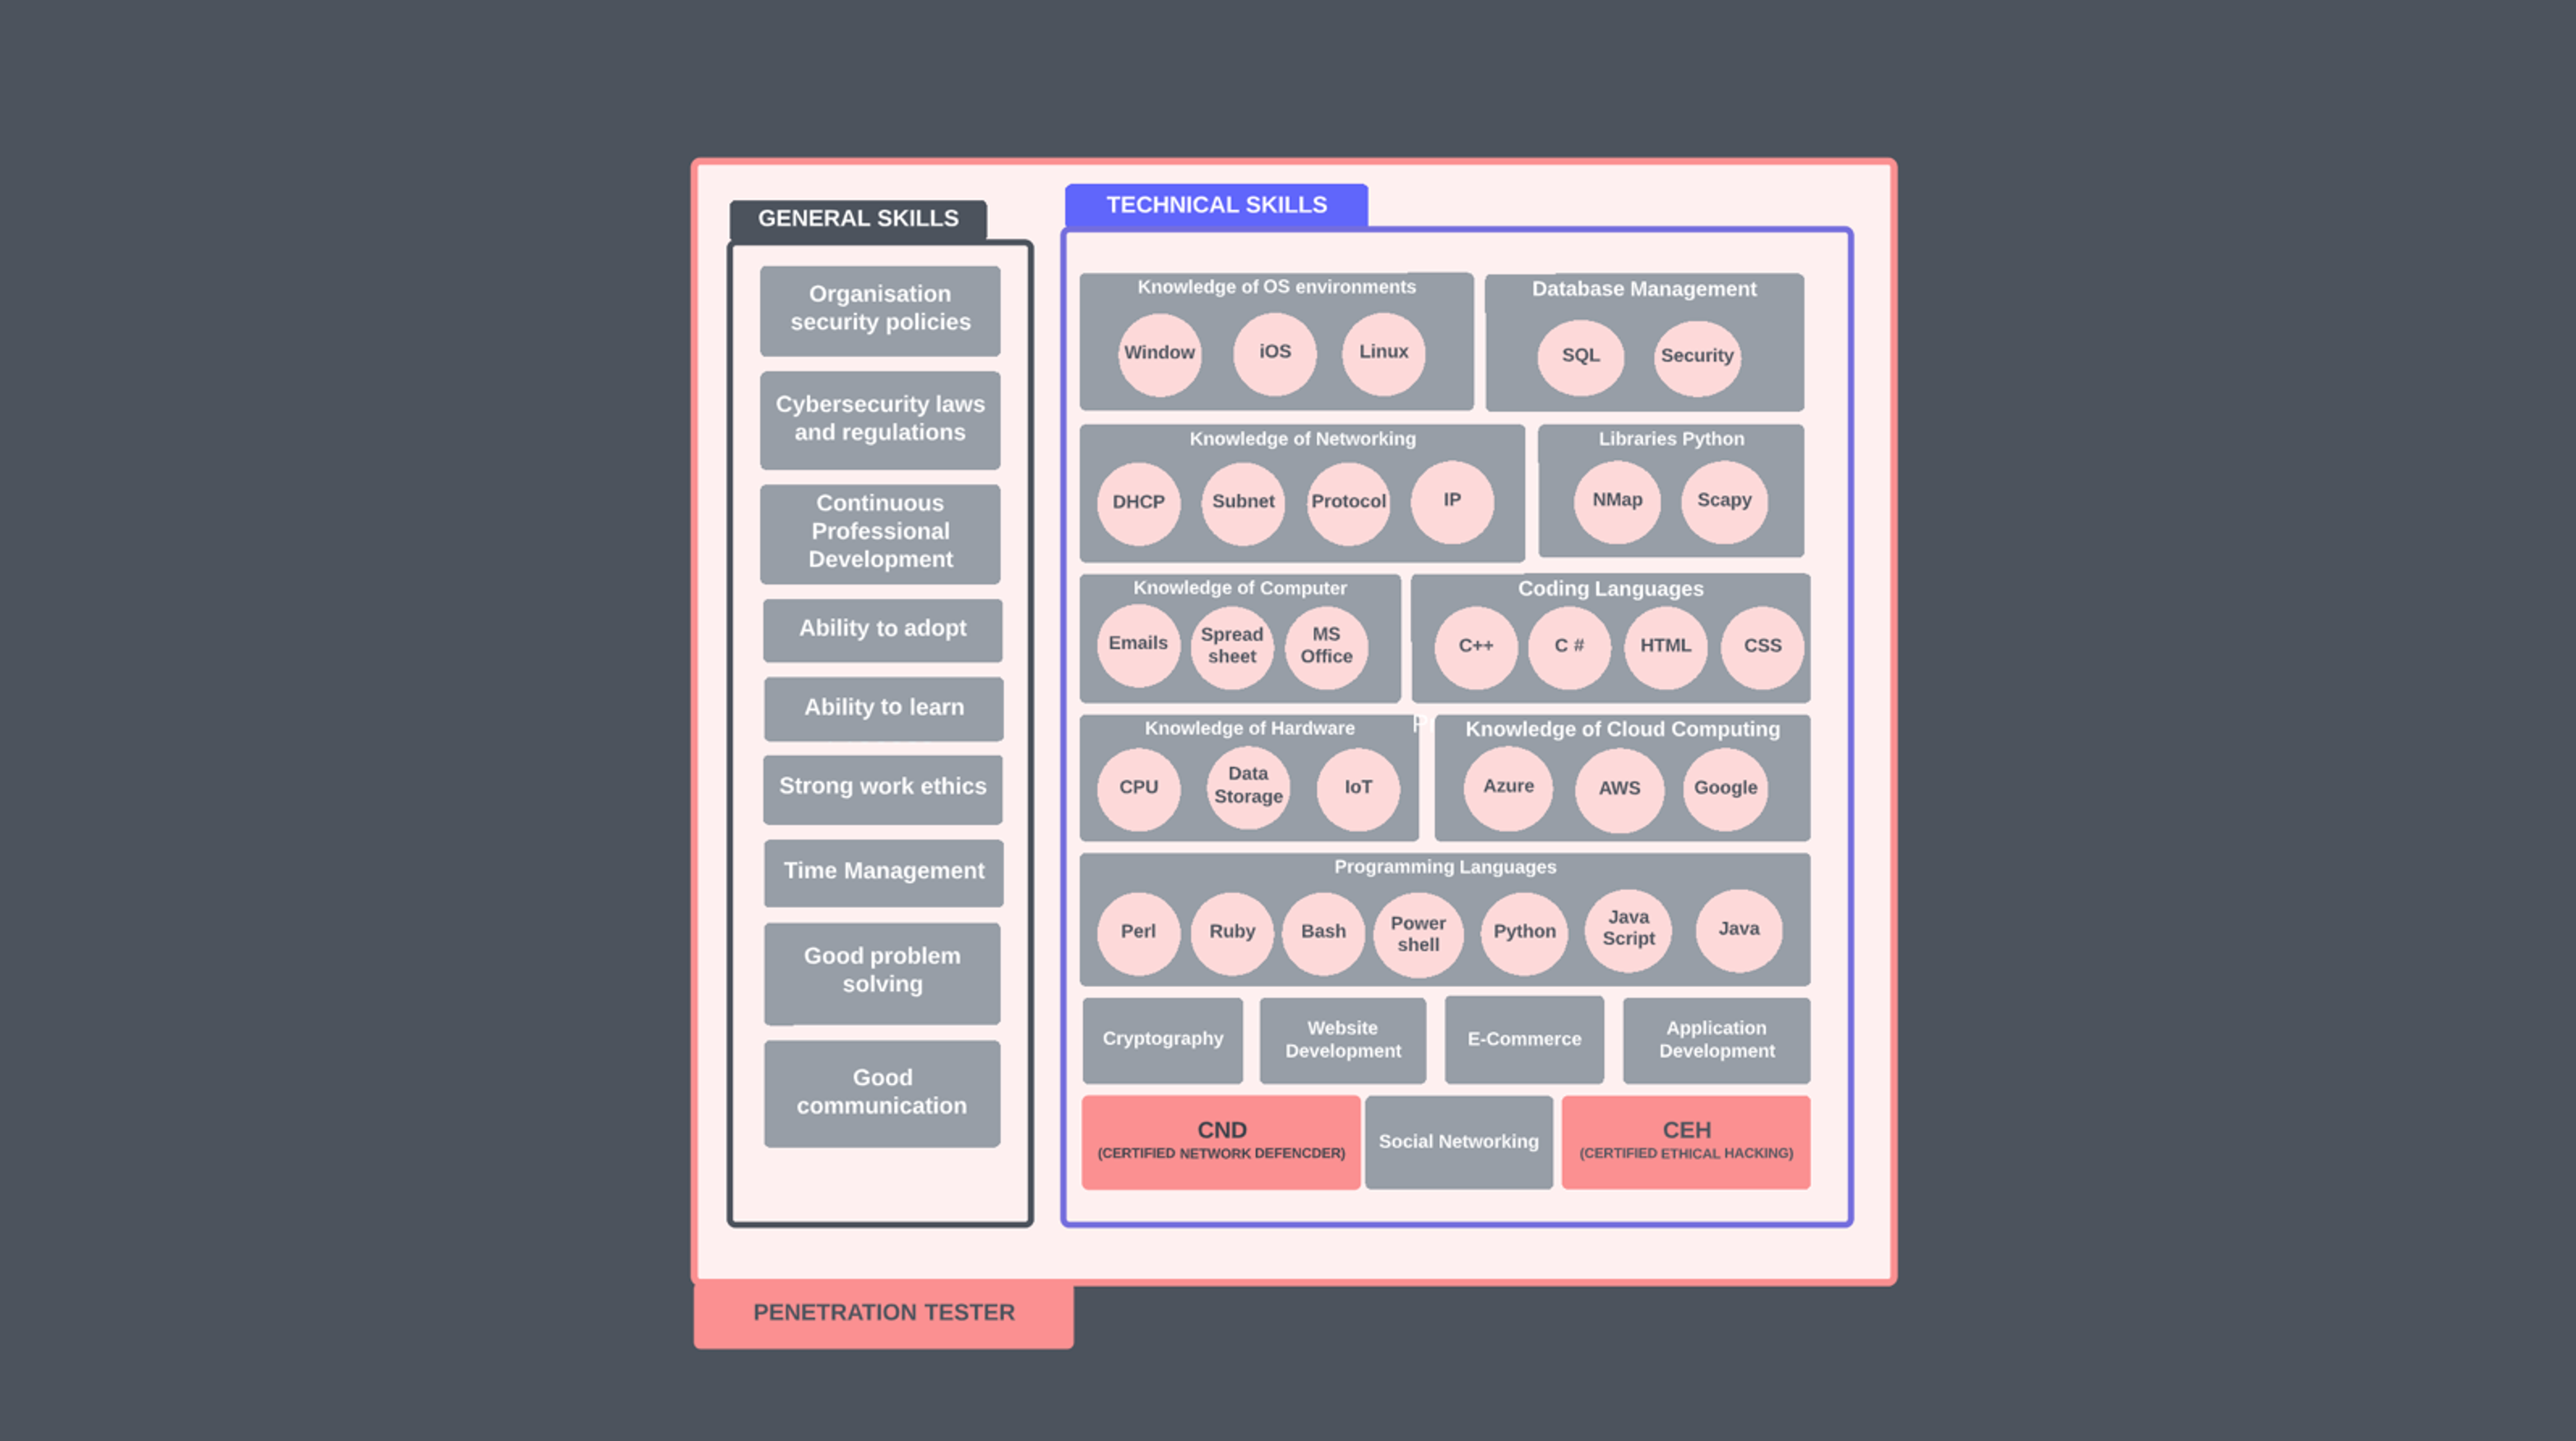 GENERAL SKILLS
Organisation
security policies
Cybersecurity laws
and regulations
Continuous
Professional
Development
Ability to adopt
Ability to learn
Strong work ethics
Time Management
Good problem
solving
Good
communication
TECHNICAL SKILLS
Knowledge of OS environments
Window
iOS
Linux
Database Management
SQL
Security
Knowledge of Networking
DHCP
Subnet
Protocol
IP
Libraries Python
NMap
Scapy
Knowledge of Computer
Emails
Spread
sheet
MS
Office
Coding Languages
C++
C #
HTML
CSS
Knowledge of Hardware
CPU
Data
Storage
IoT
Knowledge of Cloud Computing
Azure
AWS
Google
Programming Languages
Perl
Ruby
Bash
Power
shell
Python
Java
Script
Java
Cryptography
Website
Development
E-Commerce
Application
Development
CND
(CERTIFIED NETWORK DEFENCDER)
Social Networking
CEH
(CERTIFIED ETHICAL HACKING)
PENETRATION TESTER